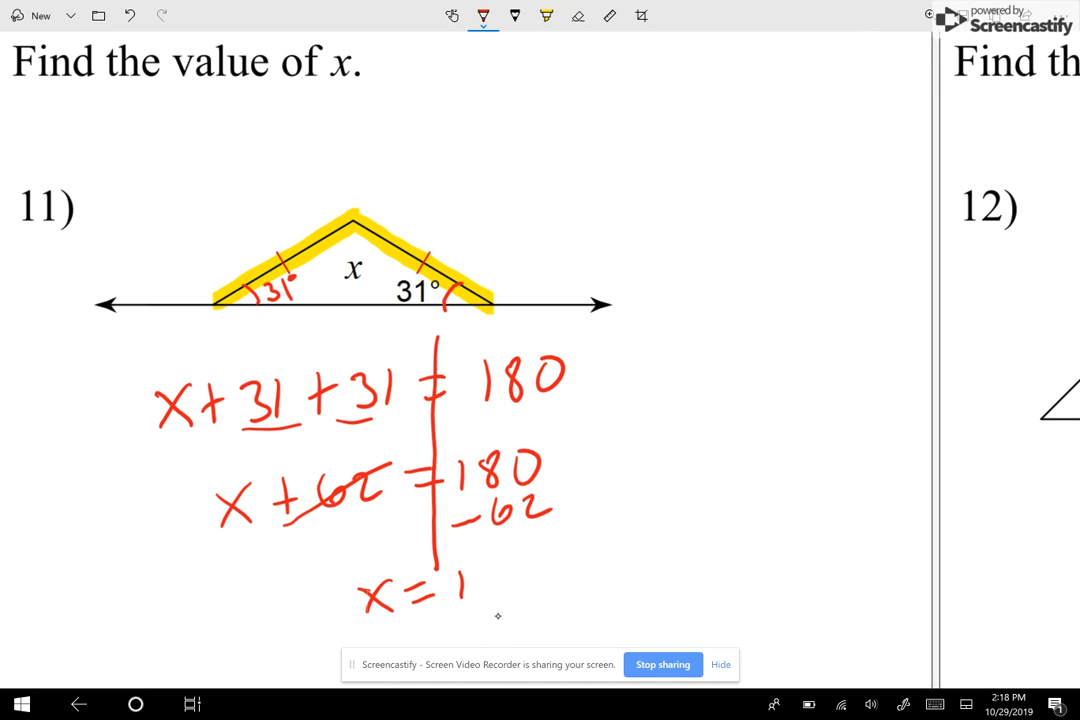 New
powered by
Screencastify
Find the value of x.
Find th
11)
12)
x
31°
31°
x + 31 + 31 = 180
x + 62 = 180
- 62
x = 1
Screencastify - Screen Video Recorder is sharing your screen.
Stop sharing
Hide
2:18 PM
10/29/2019
1